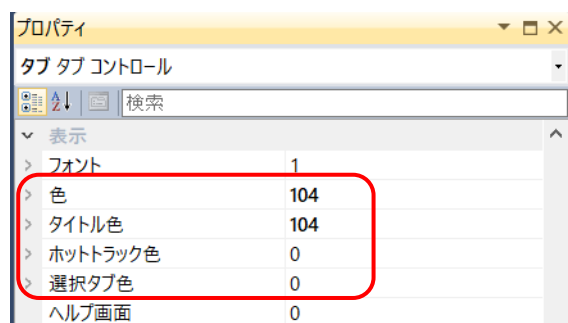 プロパティ
タブ タブ コントロール
検索
表示
フォント 1
色 104
タイトル色 104
ホットトラック色 0
選択タブ色 0
ヘルプ画面 0